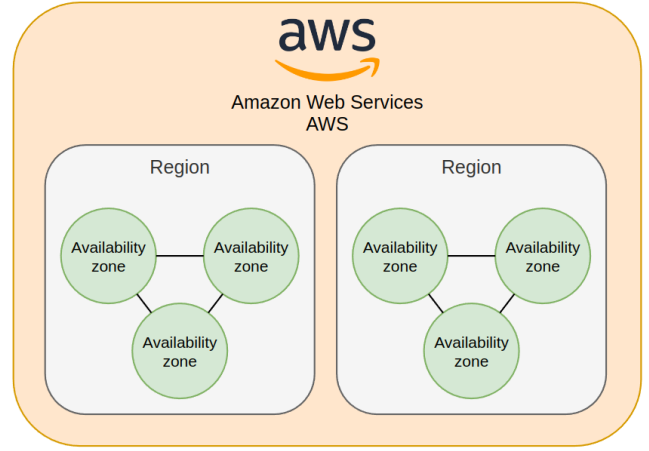 aws
Amazon Web Services
AWS
Region
Availability
zone
Availability
zone
Availability
zone
Region
Availability
zone
Availability
zone
Availability
zone